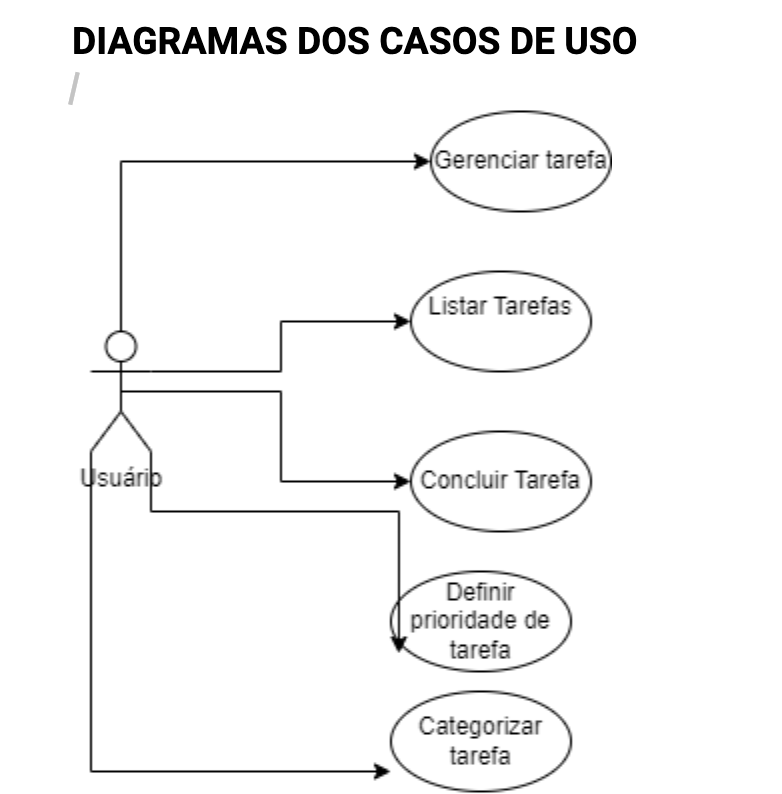 DIAGRAMAS DOS CASOS DE USO
/
Gerenciar tarefa
Listar Tarefas
Usuário
Concluir Tarefa
Definir
prioridade de
tarefa
Categorizar
tarefa